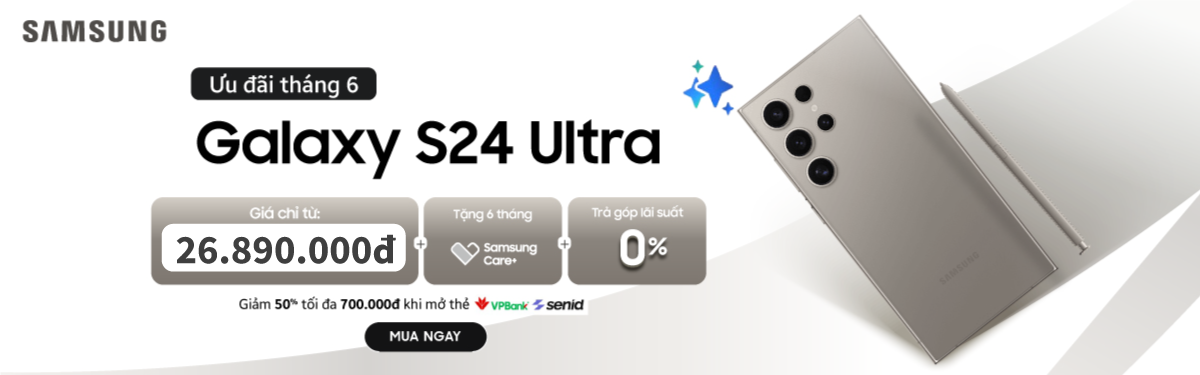 SAMSUNG
Ưu đãi tháng 6
Galaxy S24 Ultra
Giá chỉ từ:
26.890.000đ
+
Tặng 6 tháng
Samsung
Care+
+
Trả góp lãi suất
0%
Giảm 50% tối đa 700.000đ khi mở thẻ VPBank senid
MUA NGAY
SAMSUNG